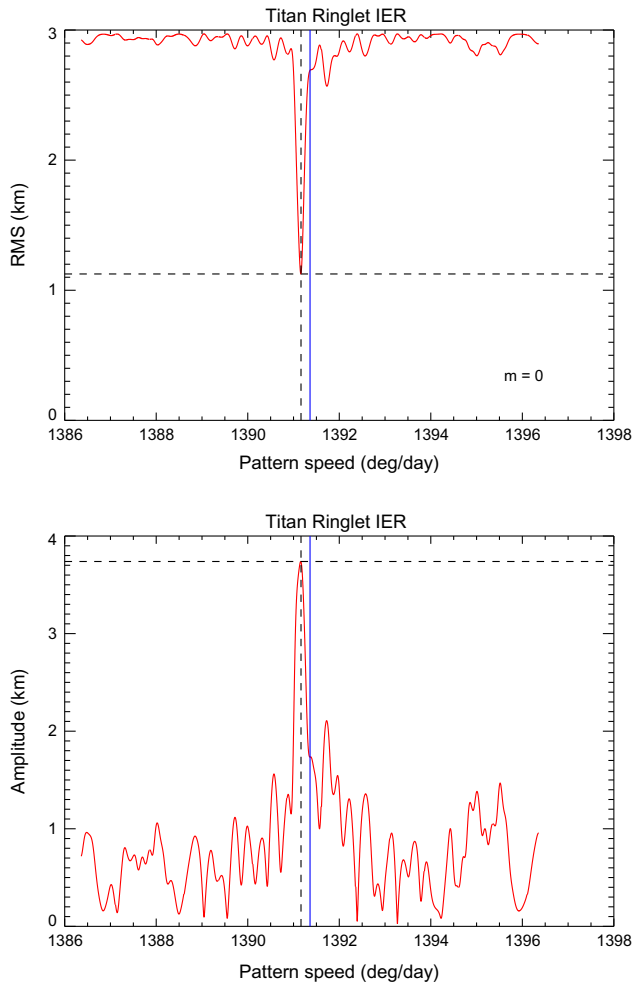 Titan Ringlet IER
3
2
1
0
RMS (km)
m = 0
1386 1388 1390 1392 1394 1396 1398
Pattern speed (deg/day)
Titan Ringlet IER
4
3
2
1
0
Amplitude (km)
1386 1388 1390 1392 1394 1396 1398
Pattern speed (deg/day)